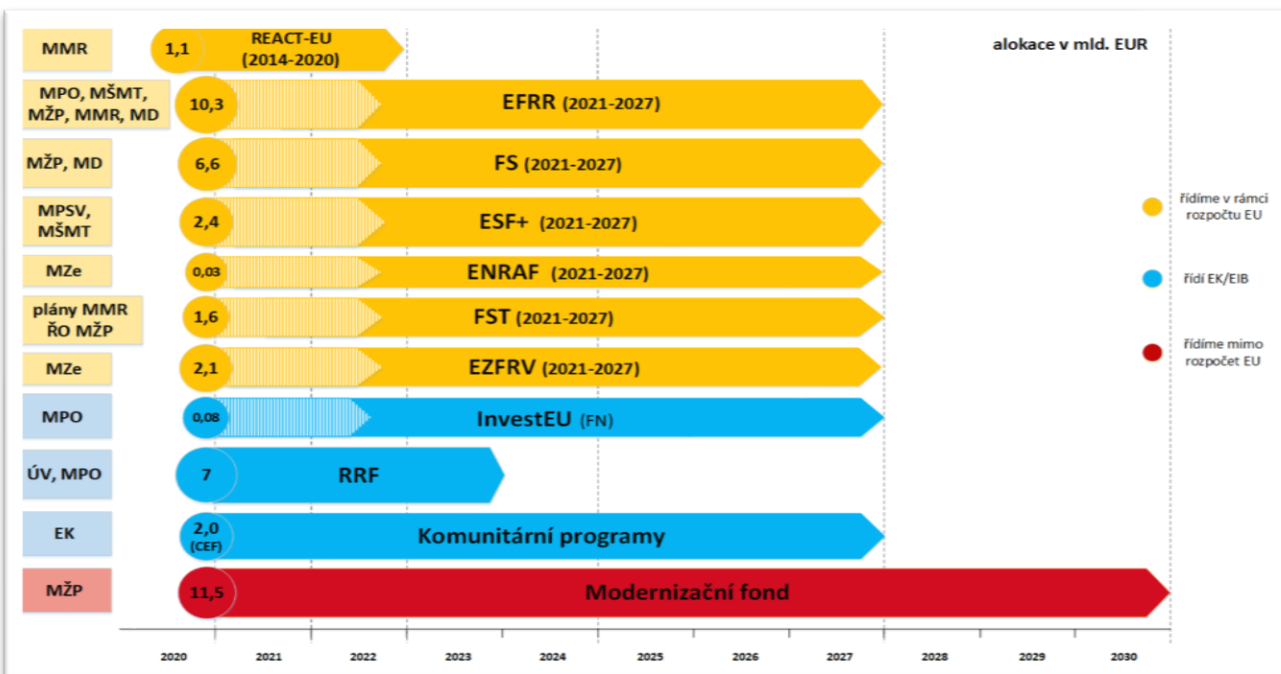 alokace v mld. EUR
MMR
1,1
REACT-EU
(2014-2020)
MPO, MŠMT,
MŽP, MMR, MD
10,3
EFRR (2021-2027)
MŽP, MD
6,6
FS (2021-2027)
MPSV,
MŠMT
2,4
ESF+ (2021-2027)
MZe
0,03
ENRAF (2021-2027)
plány MMR
ŘO MŽP
1,6
FST (2021-2027)
MZe
2,1
EZFRV (2021-2027)
MPO
0,08
InvestEU (FN)
ÚV, MPO
7
RRF
EK
2,0
(CEF)
Komunitární programy
MŽP
11,5
Modernizační fond
řídíme v rámci
rozpočtu EU
řídí EK/EIB
řídíme mimo
rozpočet EU
2020 2021 2022 2023 2024 2025 2026 2027 2028 2029 2030